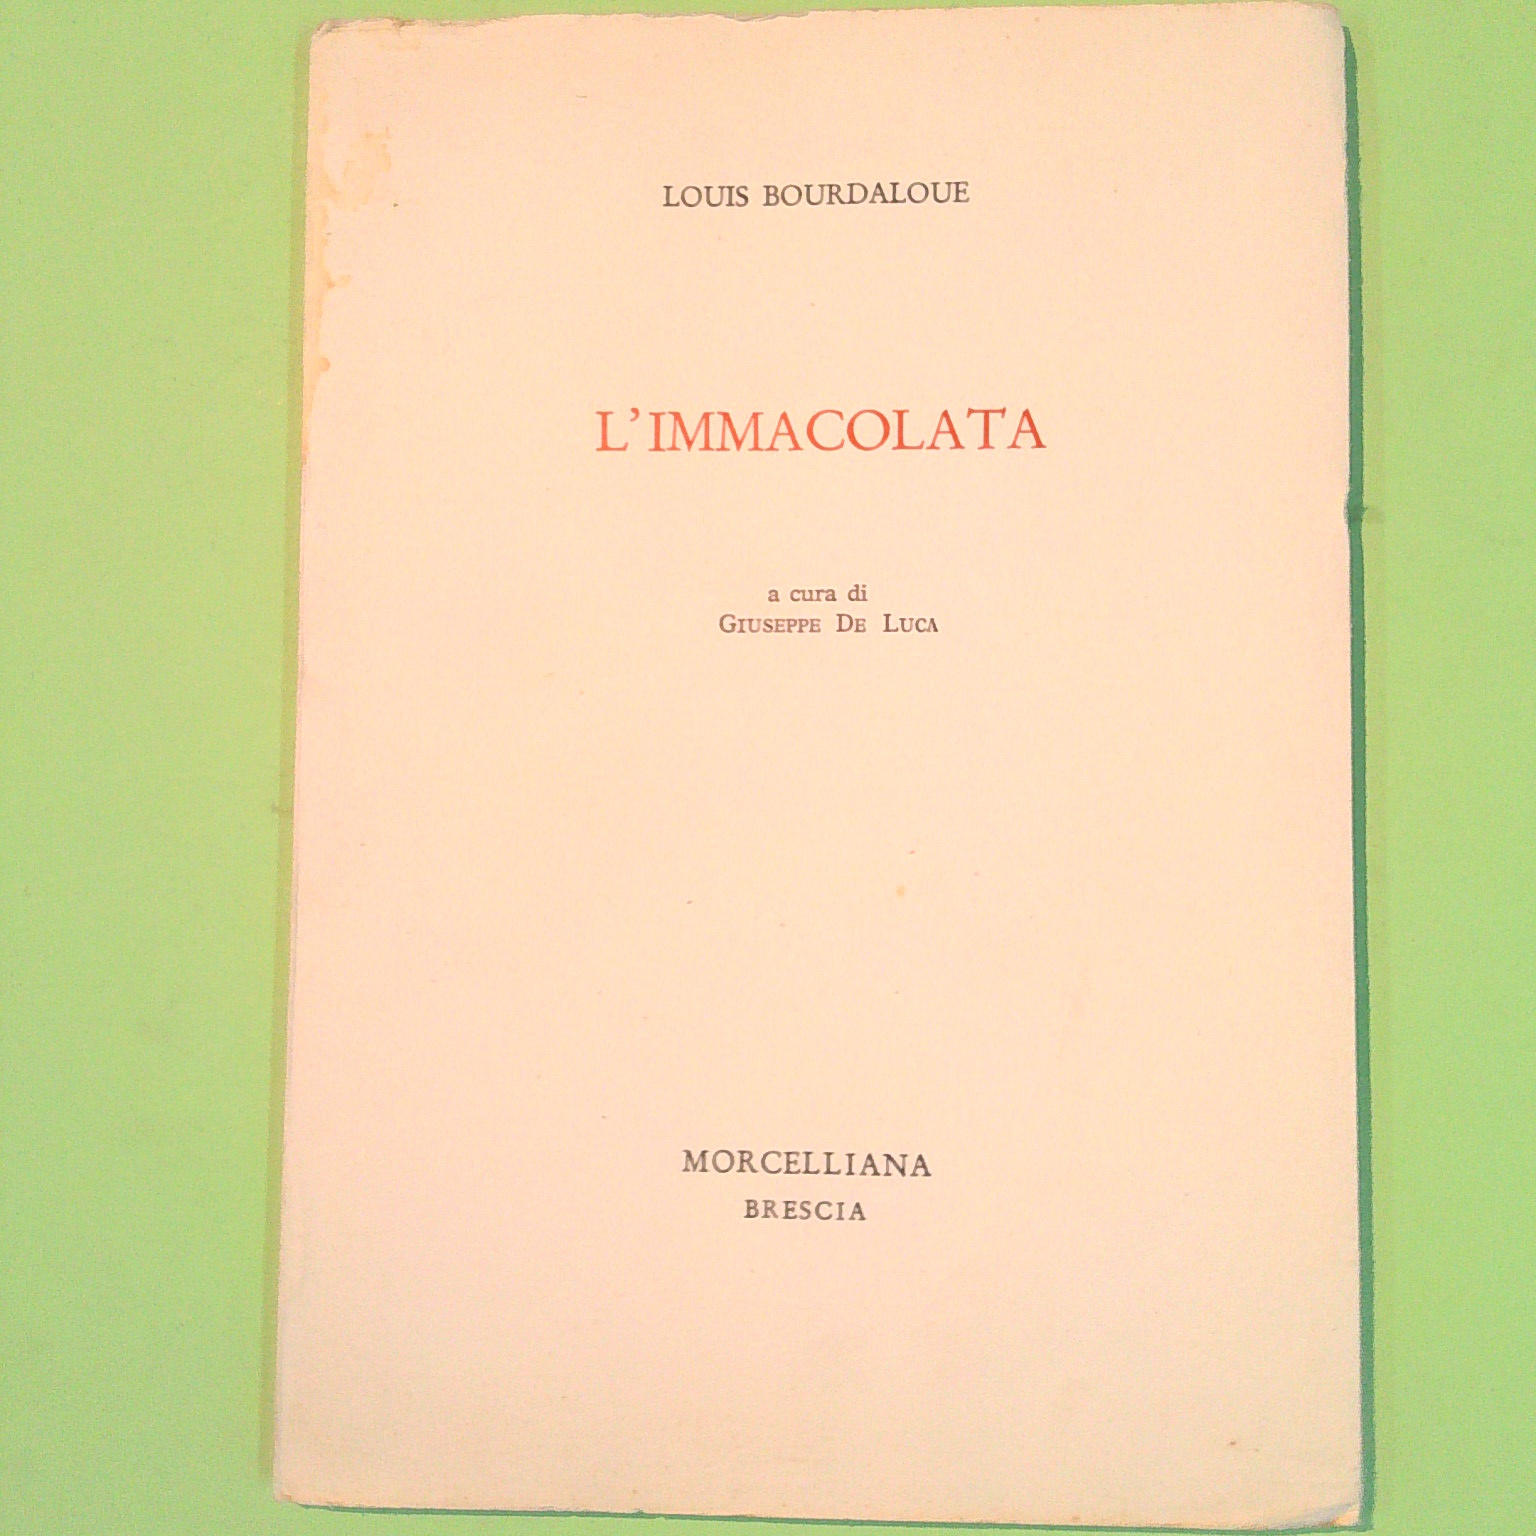 LOUIS BOURDALOUE
L'IMMACOLATA
a cura di
GIUSEPPE DE LUCA
MORCELLIANA
BRESCIA